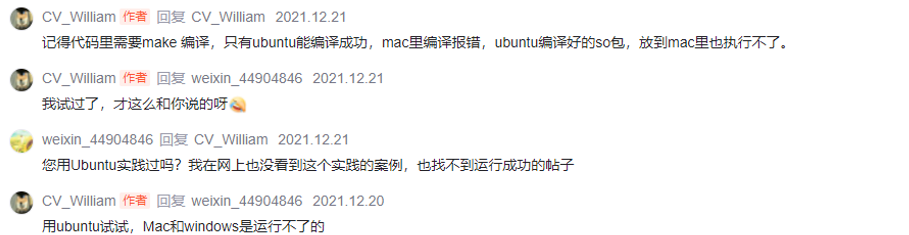 CV_William 作者 回复 CV_William 2021.12.21
记得代码里需要make 编译，只有ubuntu能编译成功，mac里编译报错，ubuntu编译好的so包，放到mac里也执行不了。
CV_William 作者 回复 weixin_44904846 2021.12.21
我试过了，才这么和你说的呀
weixin_44904846 回复 CV_William 2021.12.21
您用Ubuntu实践过吗？我在网上也没看到这个实践的案例，也找不到运行成功的帖子
CV_William 作者 回复 weixin_44904846 2021.12.20
用ubuntu试试，Mac和windows是运行不了的